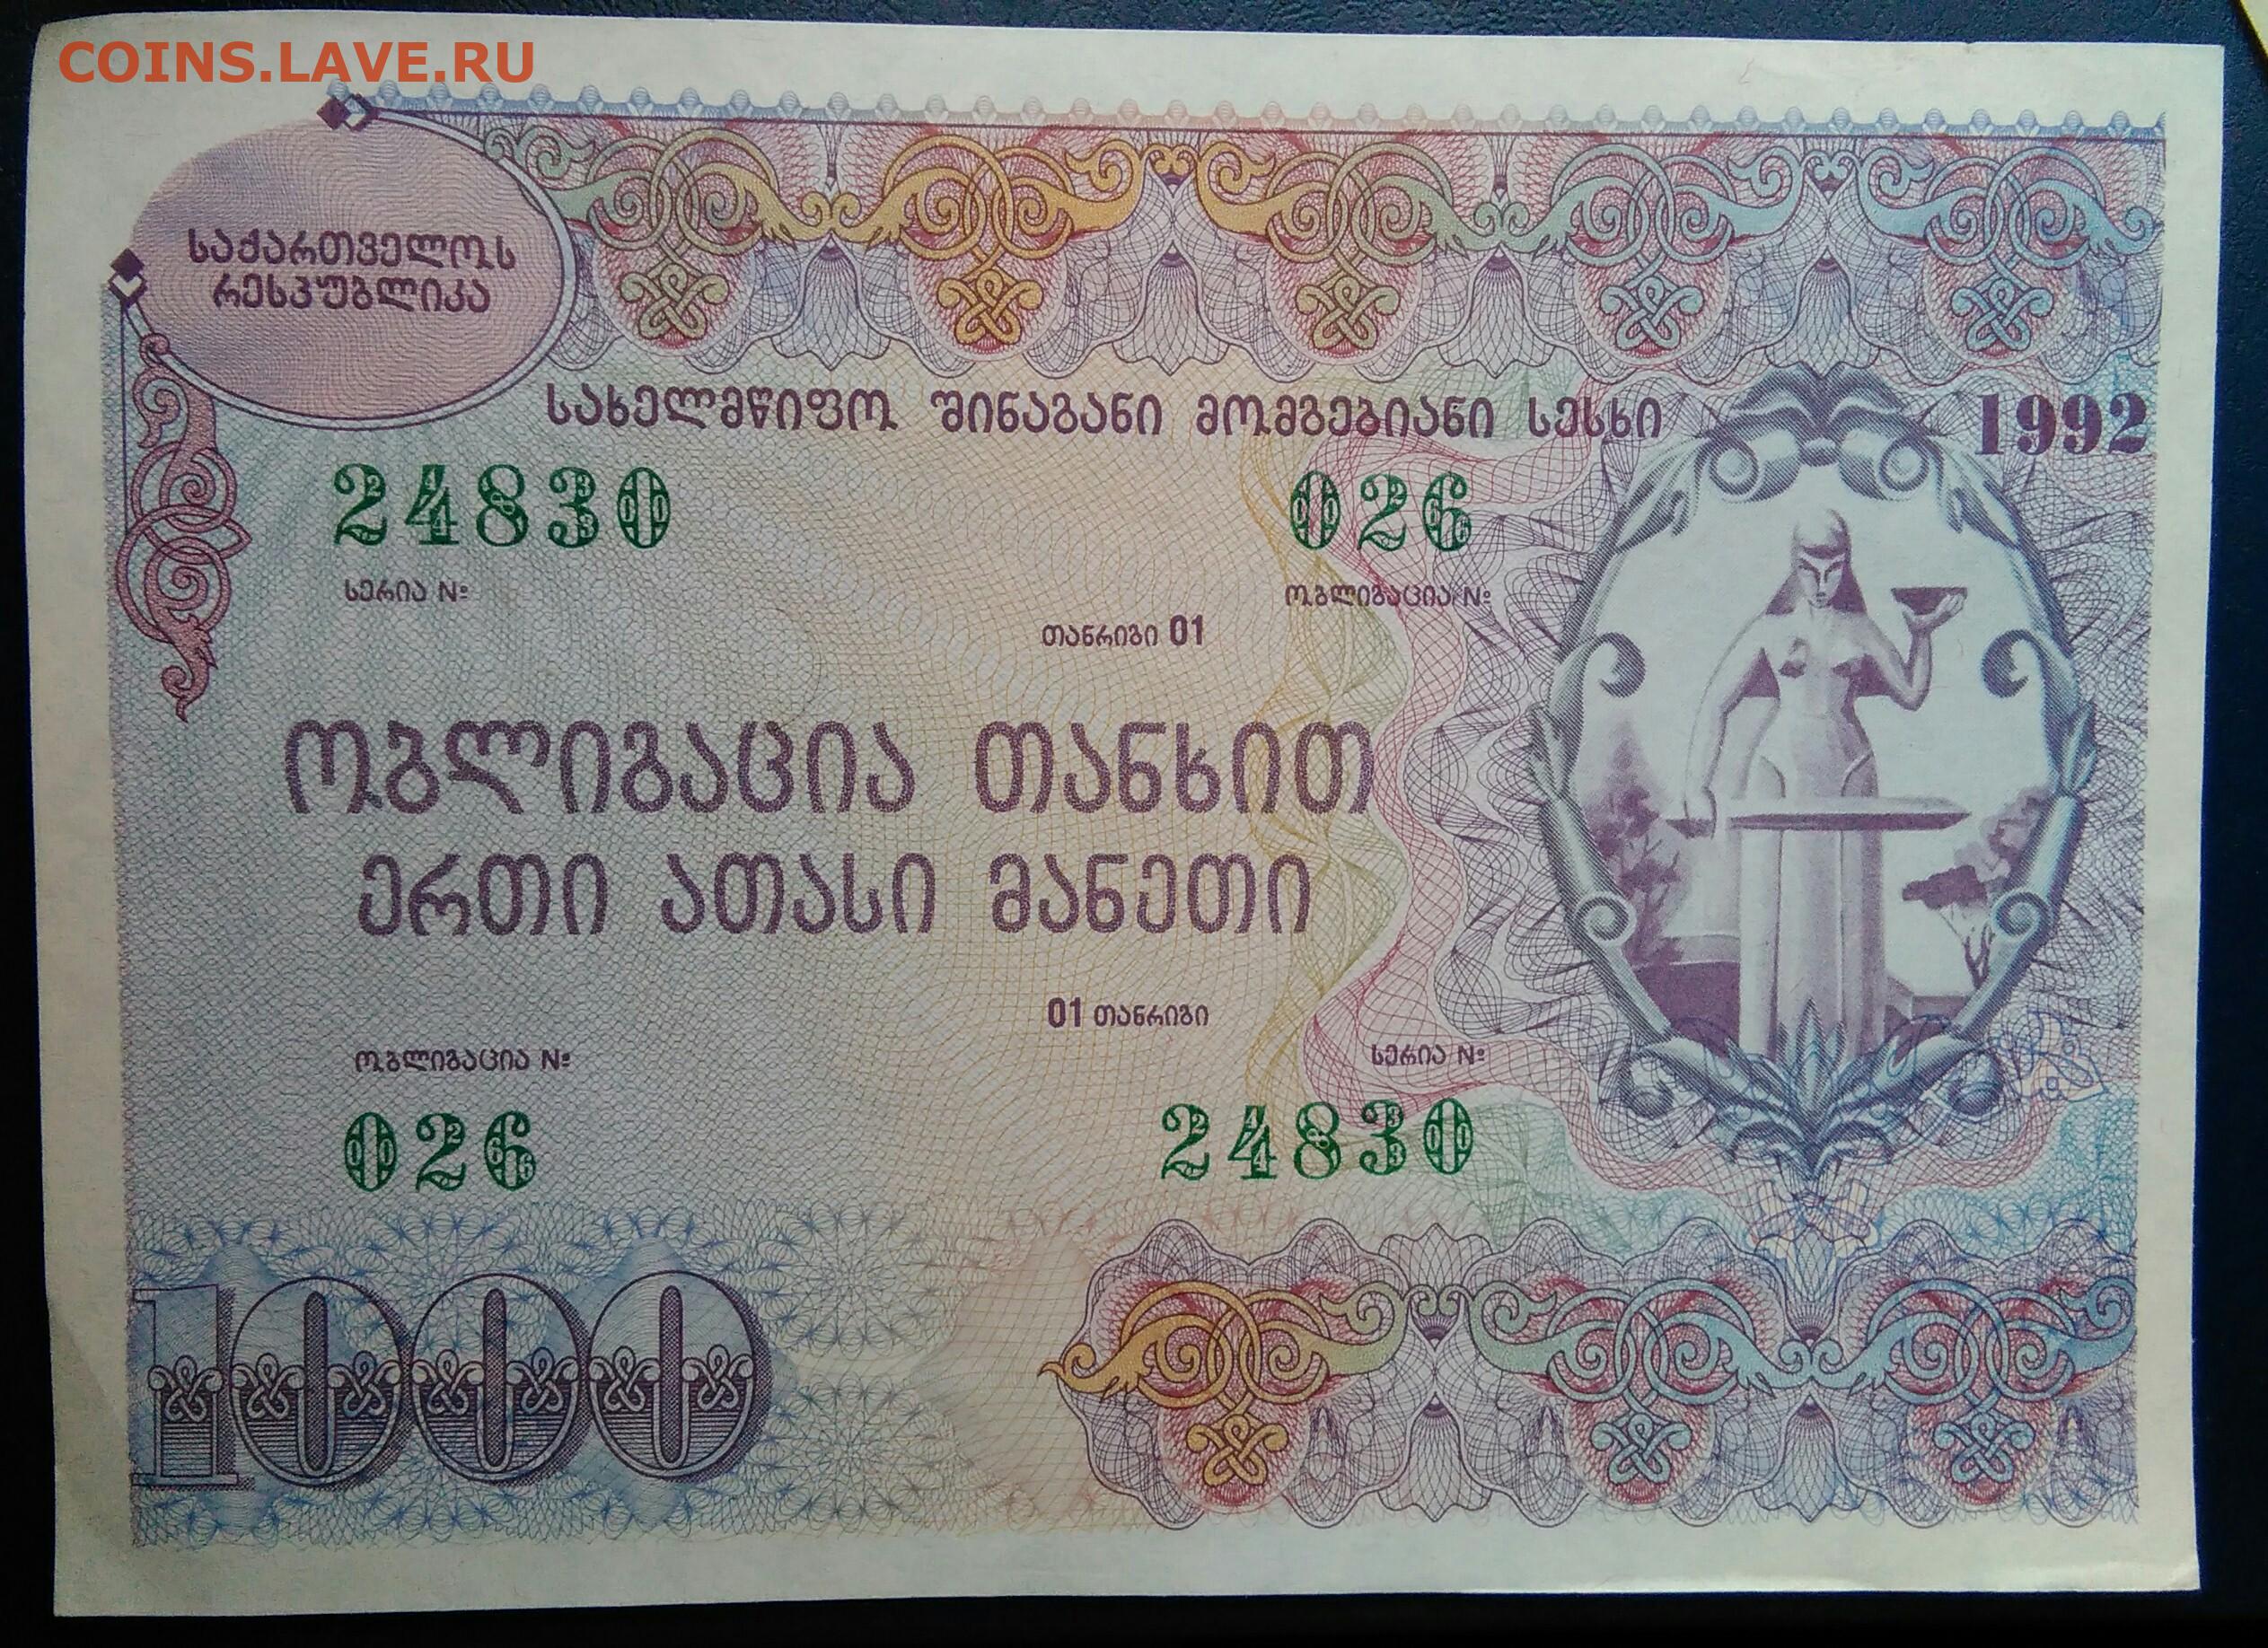 COINS.LAVE.RU
საქართველოს
რესპუბლიკა
სახელმწიფო შინაგანი მომგებიანი სესხი
1992
24830 026
სერია № ობლიგაცია №
თანრიგი 01
ობლიგაცია თანხით
ერთი ათასი მანეთი
01 თანრიგი
ობლიგაცია № სერია №
026 24830
1000